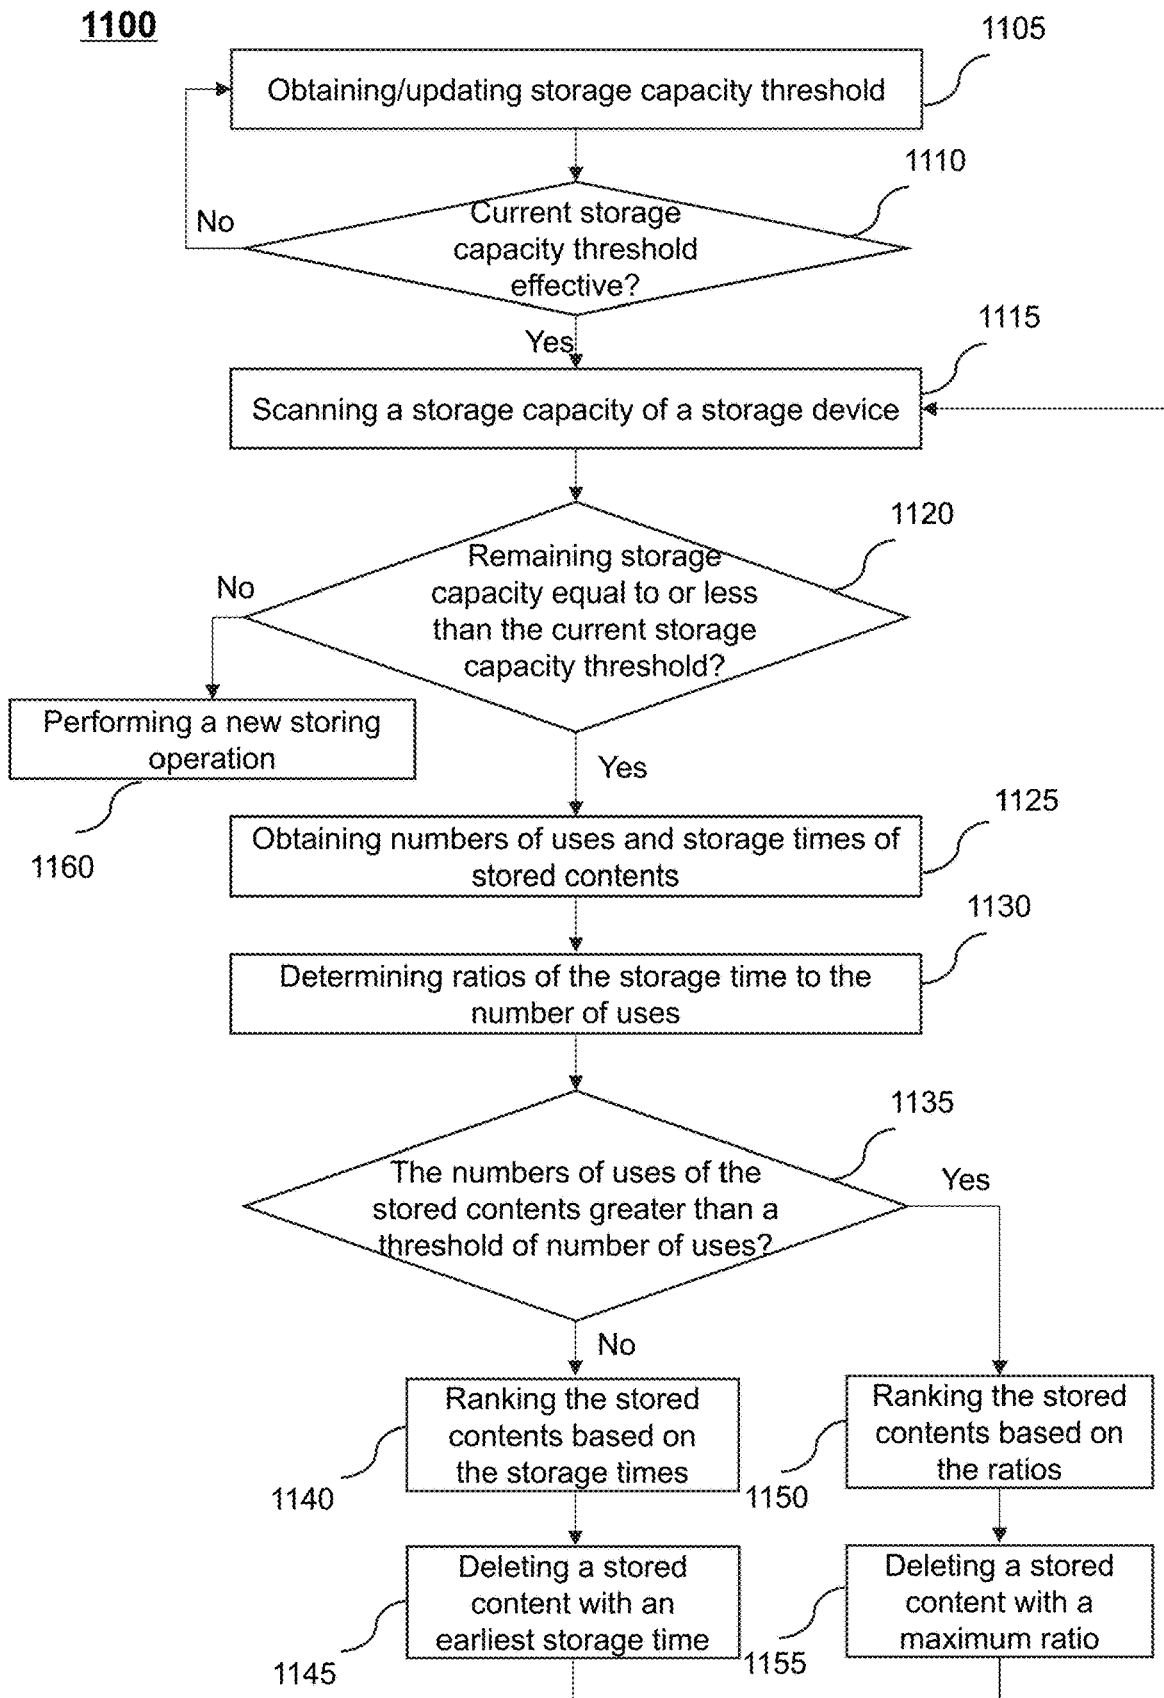 1100
1105
Obtaining/updating storage capacity threshold
1110
No
Current storage
capacity threshold
effective?
Yes
1115
Scanning a storage capacity of a storage device
1120
No
Remaining storage
capacity equal to or less
than the current storage
capacity threshold?
Performing a new storing
operation
Yes
1160
1125
Obtaining numbers of uses and storage times of
stored contents
1130
Determining ratios of the storage time to the
number of uses
1135
The numbers of uses of the
stored contents greater than a
threshold of number of uses?
Yes
No
Ranking the stored
contents based on
the storage times
1140
Ranking the stored
contents based on
the ratios
1150
Deleting a stored
content with an
earliest storage time
1145
Deleting a stored
content with a
maximum ratio
1155